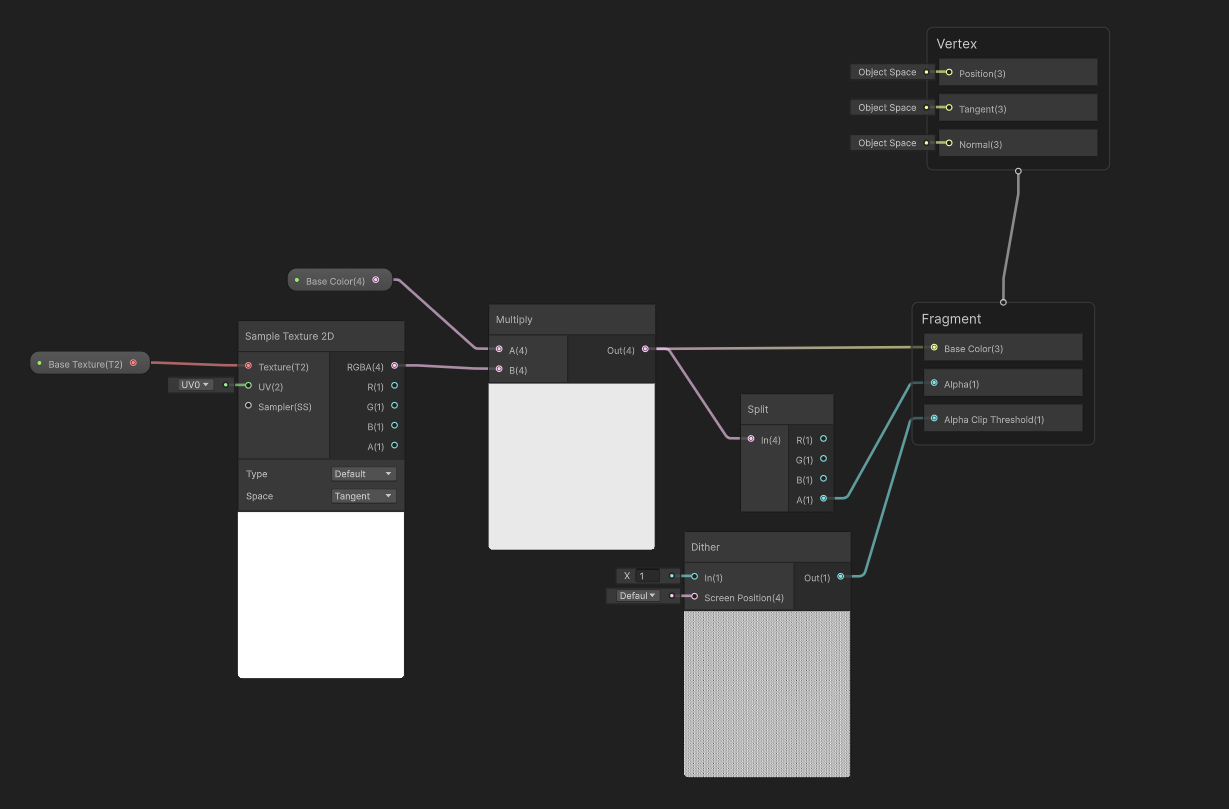 Vertex
Object Space
Position(3)
Object Space
Tangent(3)
Object Space
Normal(3)
Base Color(4)
Base Texture(T2)
Sample Texture 2D
Texture(T2)
RGBA(4)
UV0
UV(2)
R(1)
Sampler(SS)
G(1)
B(1)
A(1)
Type
Default
Space
Tangent
Multiply
A(4)
Out(4)
B(4)
Split
In(4)
R(1)
G(1)
B(1)
A(1)
Dither
X 1
In(1)
Out(1)
Defaul
Screen Position(4)
Fragment
Base Color(3)
Alpha(1)
Alpha Clip Threshold(1)